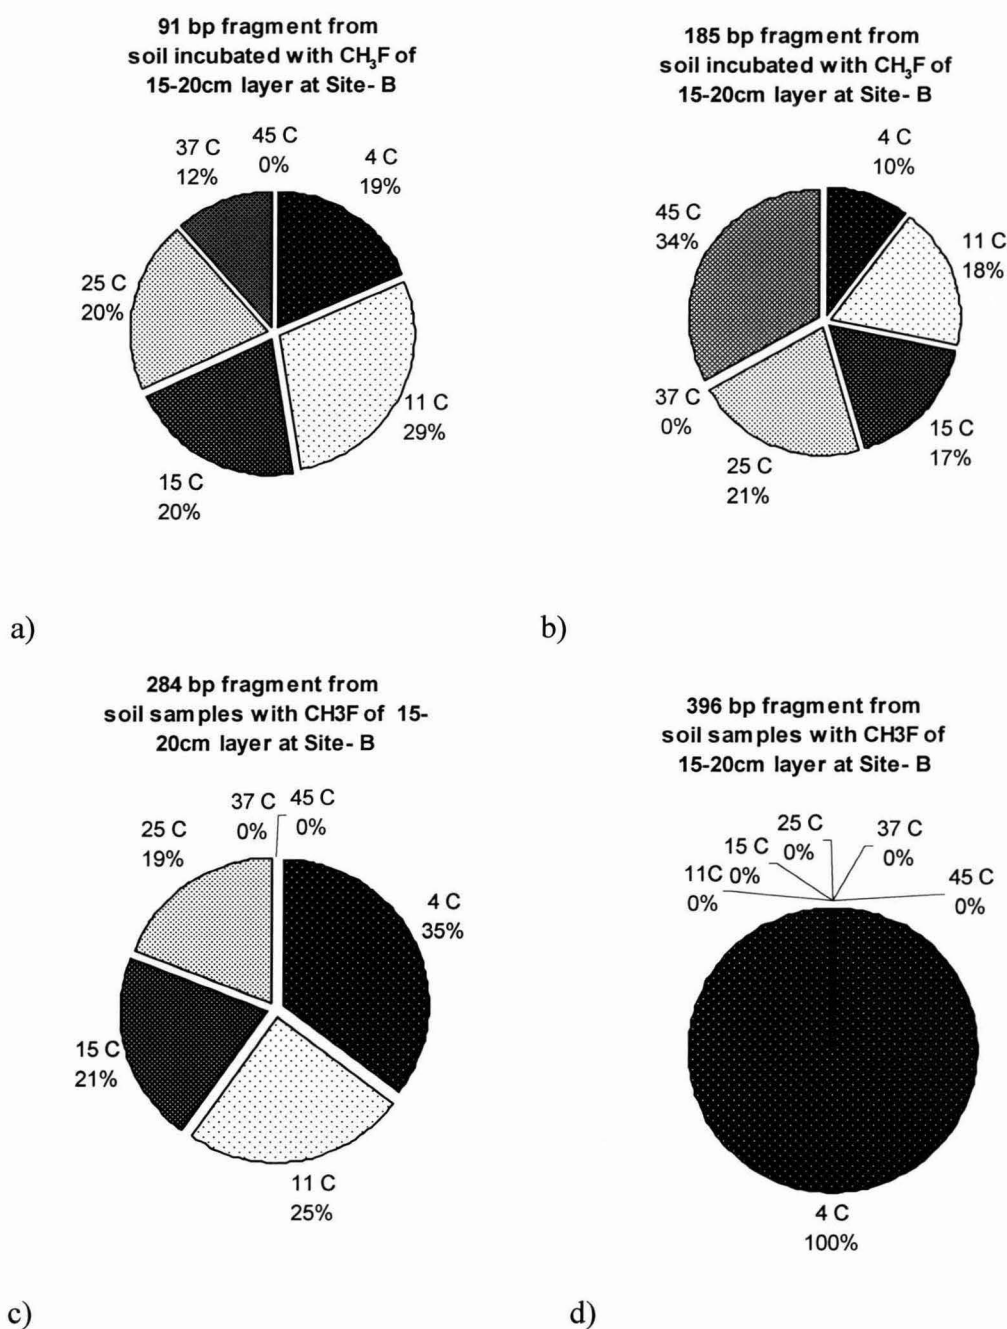 91 bp fragment from
soil incubated with CH₃F of
15-20cm layer at Site- B
45 C
0%
4 C
19%
37 C
12%
25 C
20%
11 C
29%
15 C
20%
a)
185 bp fragment from
soil incubated with CH₃F of
15-20cm layer at Site- B
4 C
10%
45 C
34%
11 C
18%
37 C
0%
15 C
17%
25 C
21%
b)
284 bp fragment from
soil samples with CH3F of 15-
20cm layer at Site- B
37 C
0%
45 C
0%
25 C
19%
4 C
35%
15 C
21%
11 C
25%
c)
396 bp fragment from
soil samples with CH3F of
15-20cm layer at Site- B
25 C
0%
37 C
0%
15 C
0%
11C
0%
45 C
0%
4 C
100%
d)